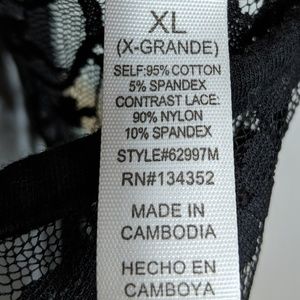 XL
(X-GRANDE)
SELF:95% COTTON
5% SPANDEX
CONTRAST LACE:
90% NYLON
10% SPANDEX
STYLE#62997M
RN#134352
MADE IN
CAMBODIA
HECHO EN
CAMBOYA